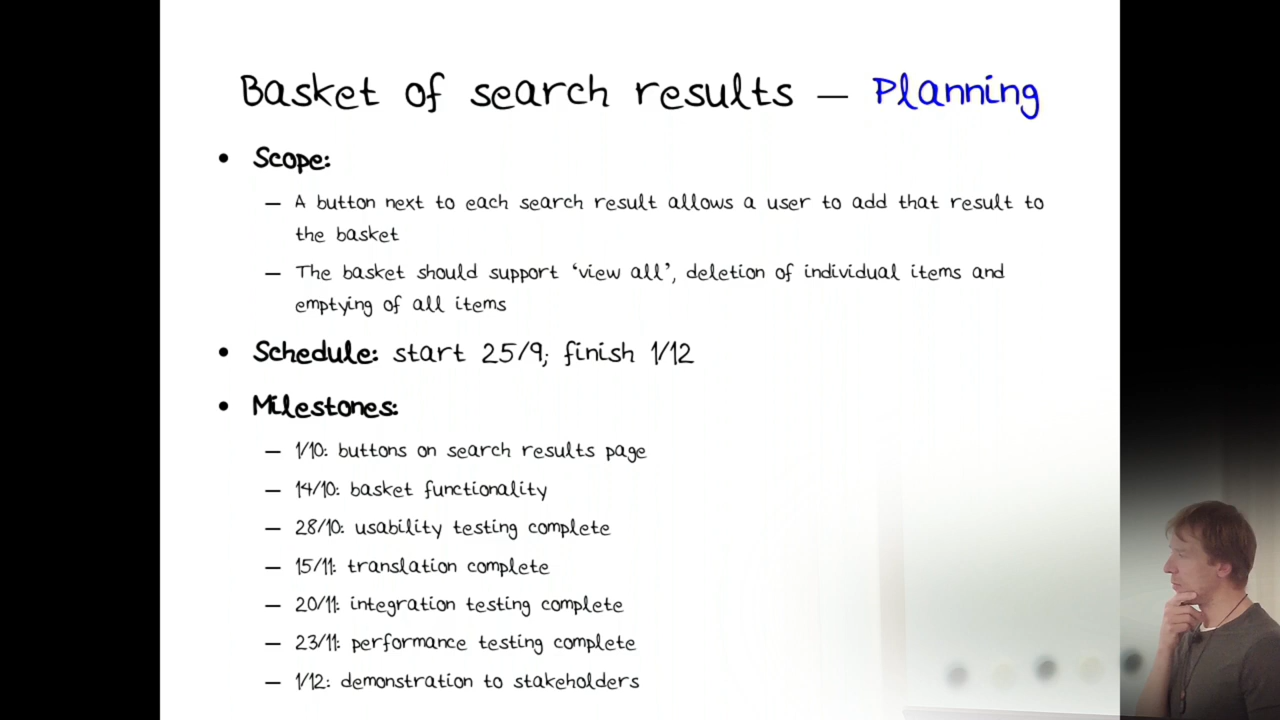 Basket of search results — Planning
• Scope:
— A button next to each search result allows a user to add that result to
the basket
— The basket should support ‘view all’, deletion of individual items and
emptying of all items
• Schedule: start 25/9; finish 1/12
• Milestones:
— 1/10: buttons on search results page
— 14/10: basket functionality
— 28/10: usability testing complete
— 15/11: translation complete
— 20/11: integration testing complete
— 23/11: performance testing complete
— 1/12: demonstration to stakeholders